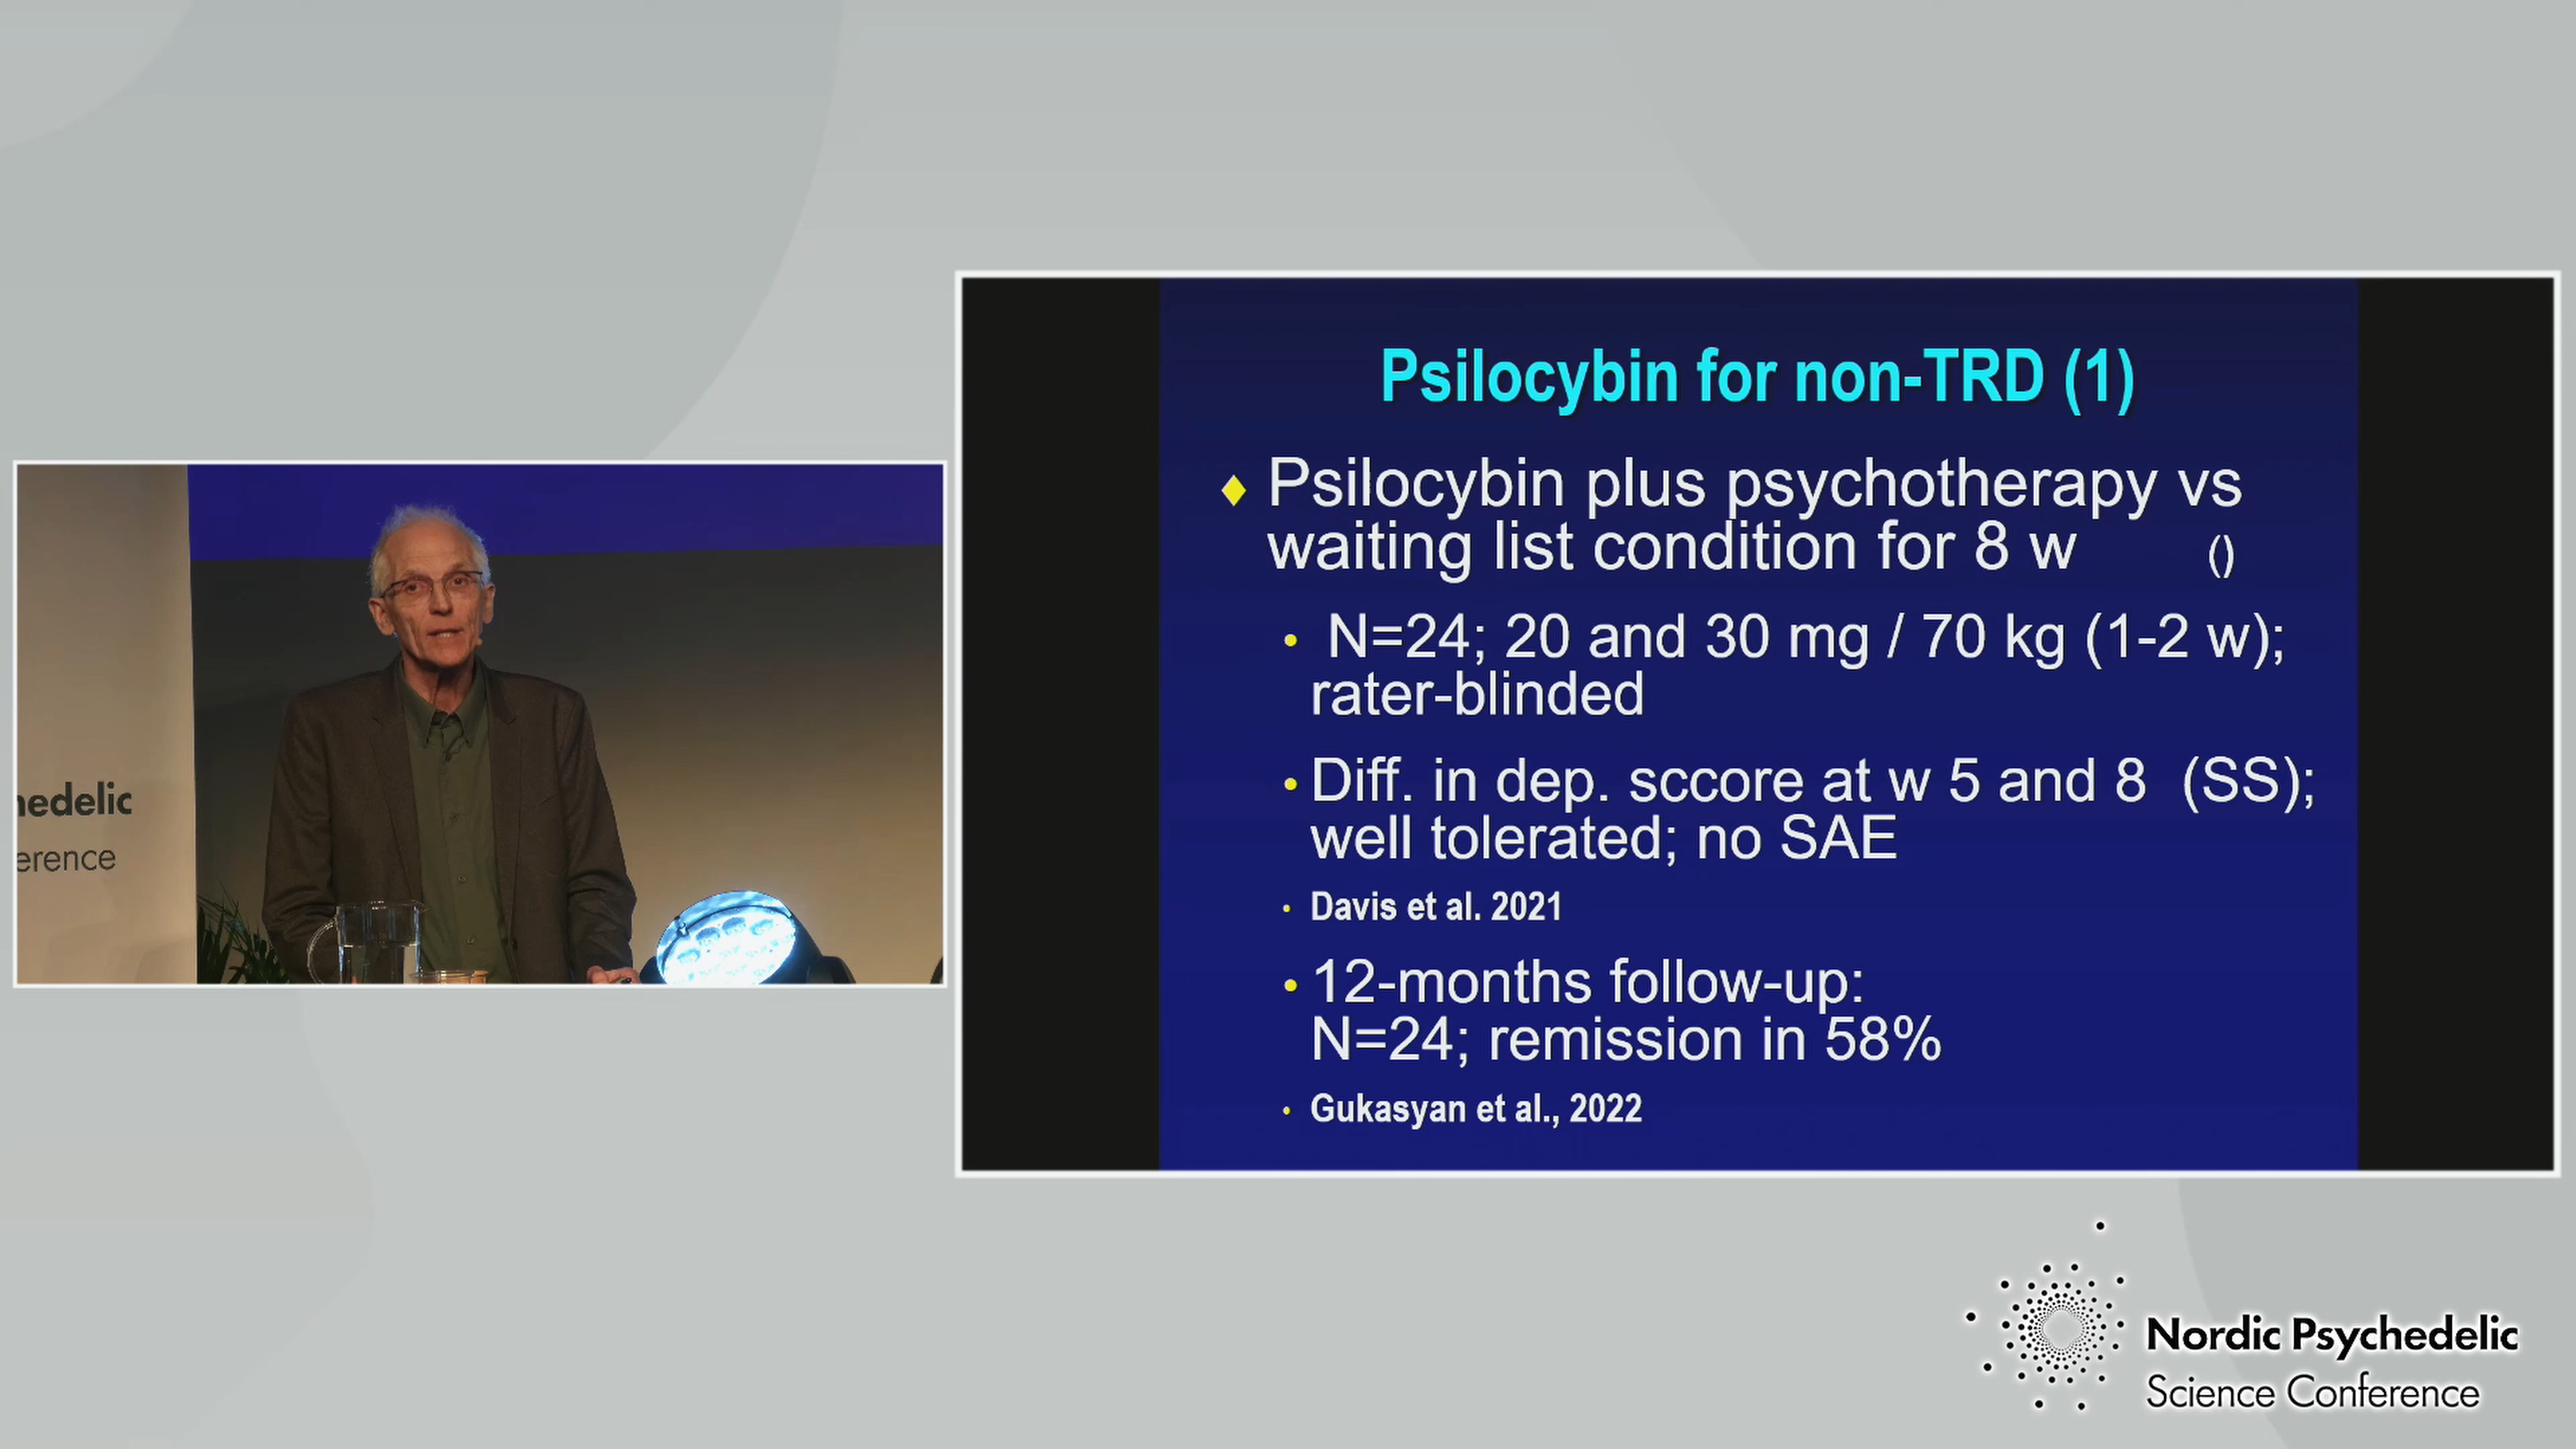 hedelic
erence
Psilocybin for non-TRD (1)
Psilocybin plus psychotherapy vs
waiting list condition for 8 w ()
N=24; 20 and 30 mg / 70 kg (1-2 w);
rater-blinded
Diff. in dep. sccore at w 5 and 8 (SS);
well tolerated; no SAE
Davis et al. 2021
12-months follow-up:
N=24; remission in 58%
Gukasyan et al., 2022
Nordic Psychedelic
Science Conference